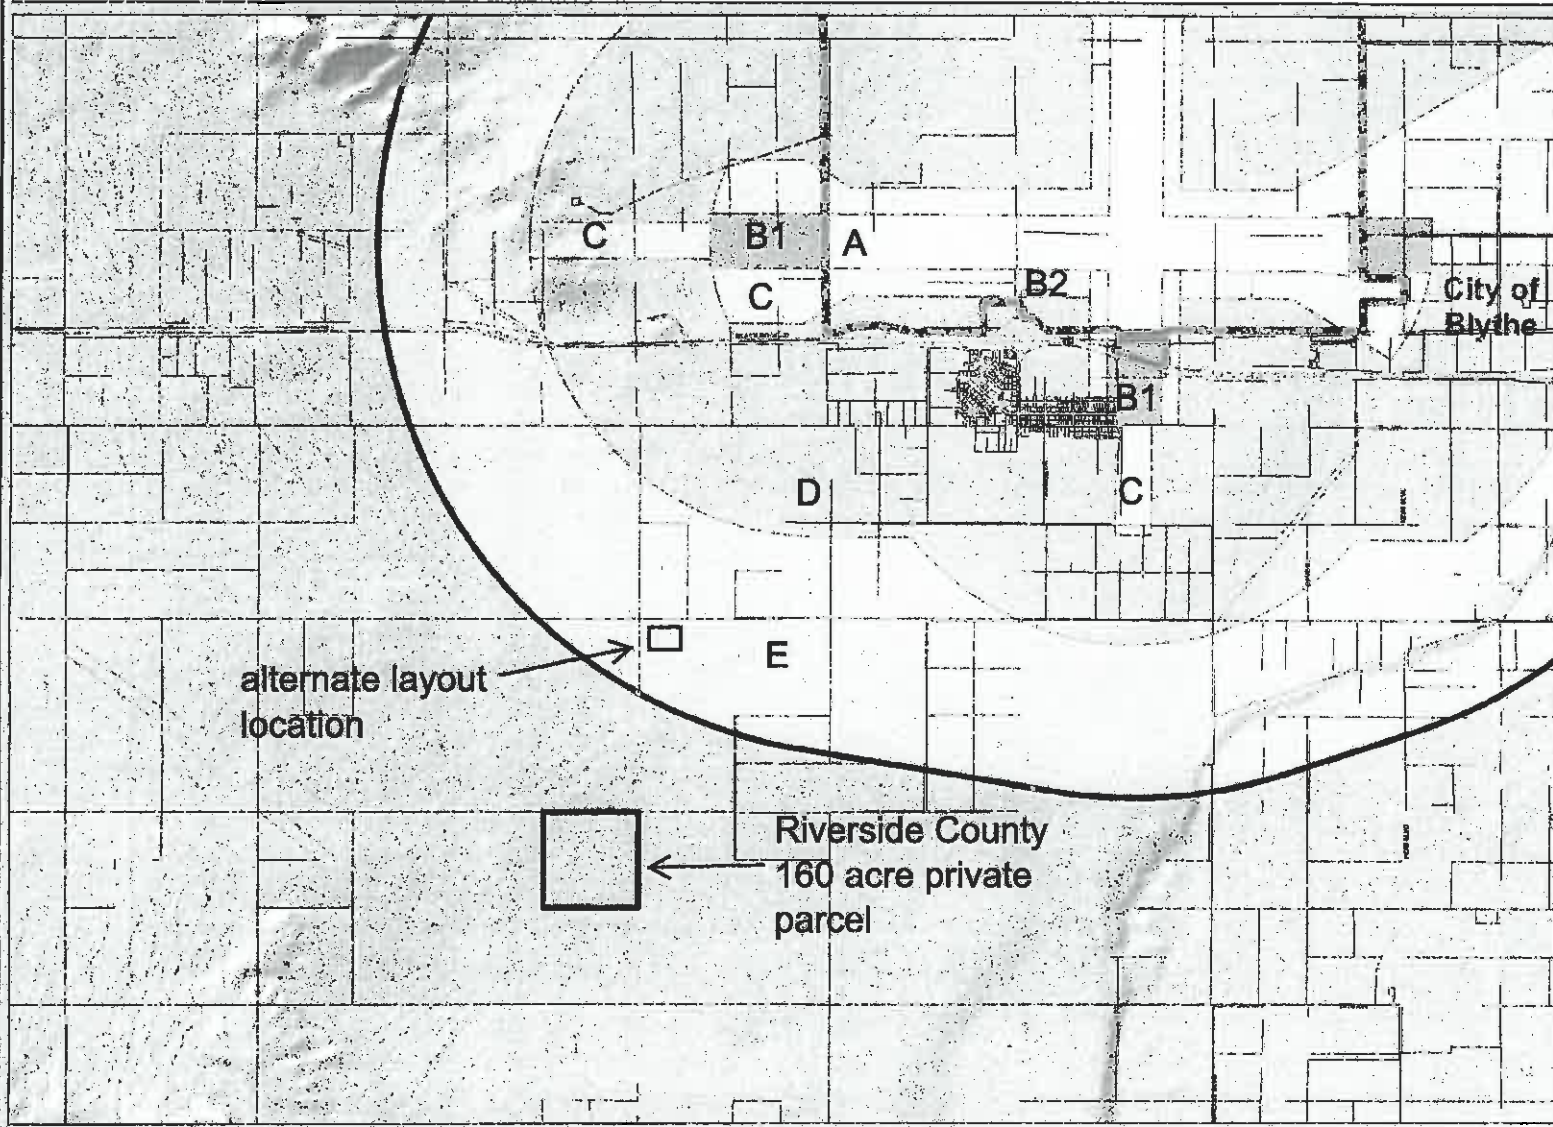 C
B1
A
C
B2
City of
Blythe
B1
D
C
E
alternate layout
location
Riverside County
160 acre private
parcel